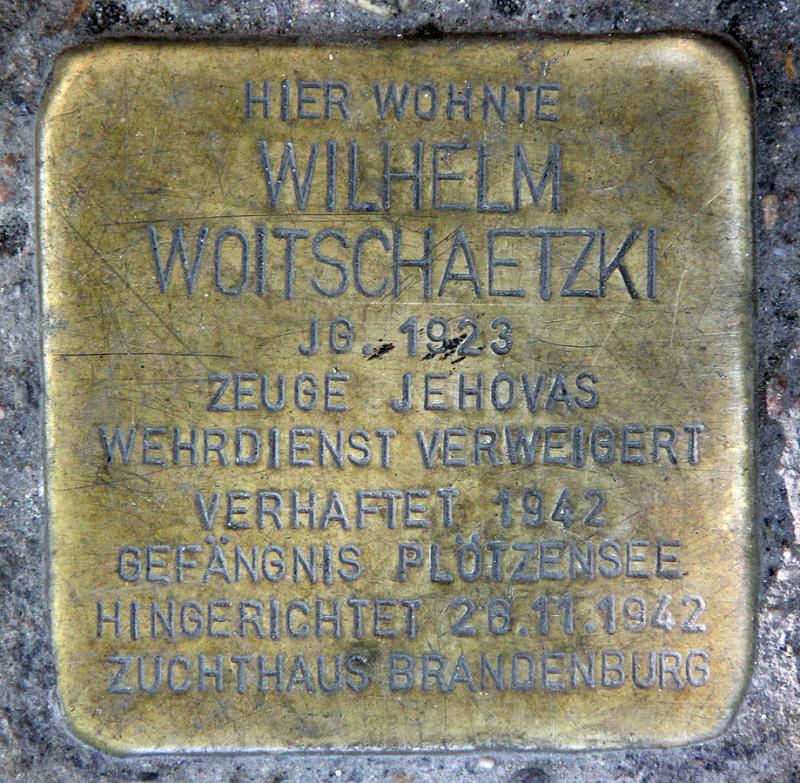 HIER WOHNTE
WILHELM
WOITSCHAETZKI
JG. 1923
ZEUGE JEHOVAS
WEHRDIENST VERWEIGERT
VERHAFTET 1942
GEFÄNGNIS PLÖTZENSEE
HINGERICHTET 26.11.1942
ZUCHTHAUS BRANDENBURG